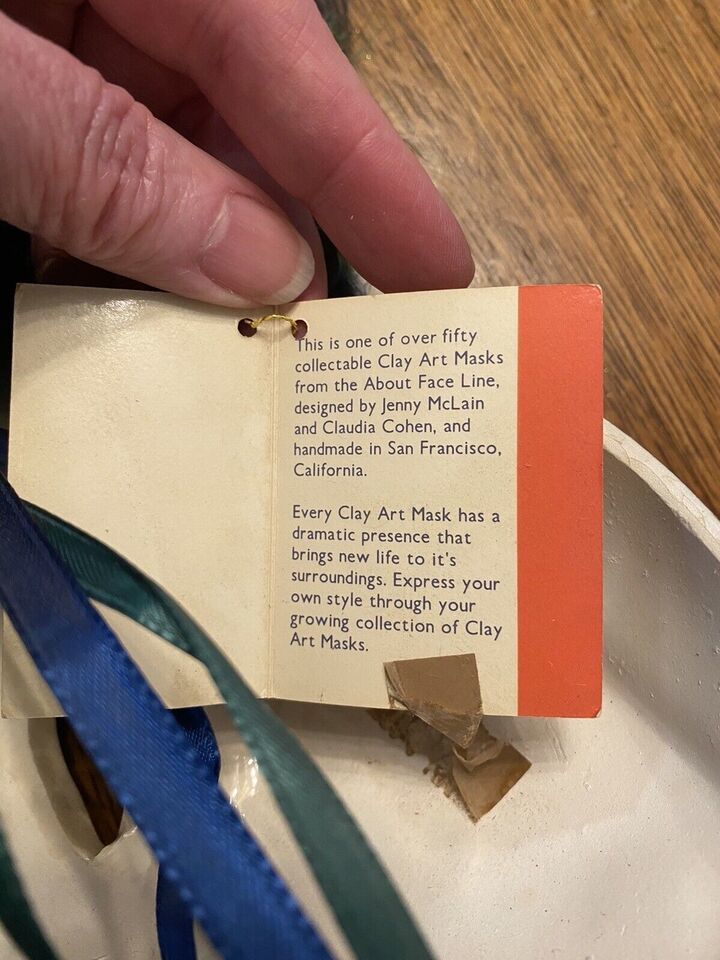 This is one of over fifty
collectable Clay Art Masks
from the About Face Line,
designed by Jenny McLain
and Claudia Cohen, and
handmade in San Francisco,
California.
Every Clay Art Mask has a
dramatic presence that
brings new life to it's
surroundings. Express your
own style through your
growing collection of Clay
Art Masks.